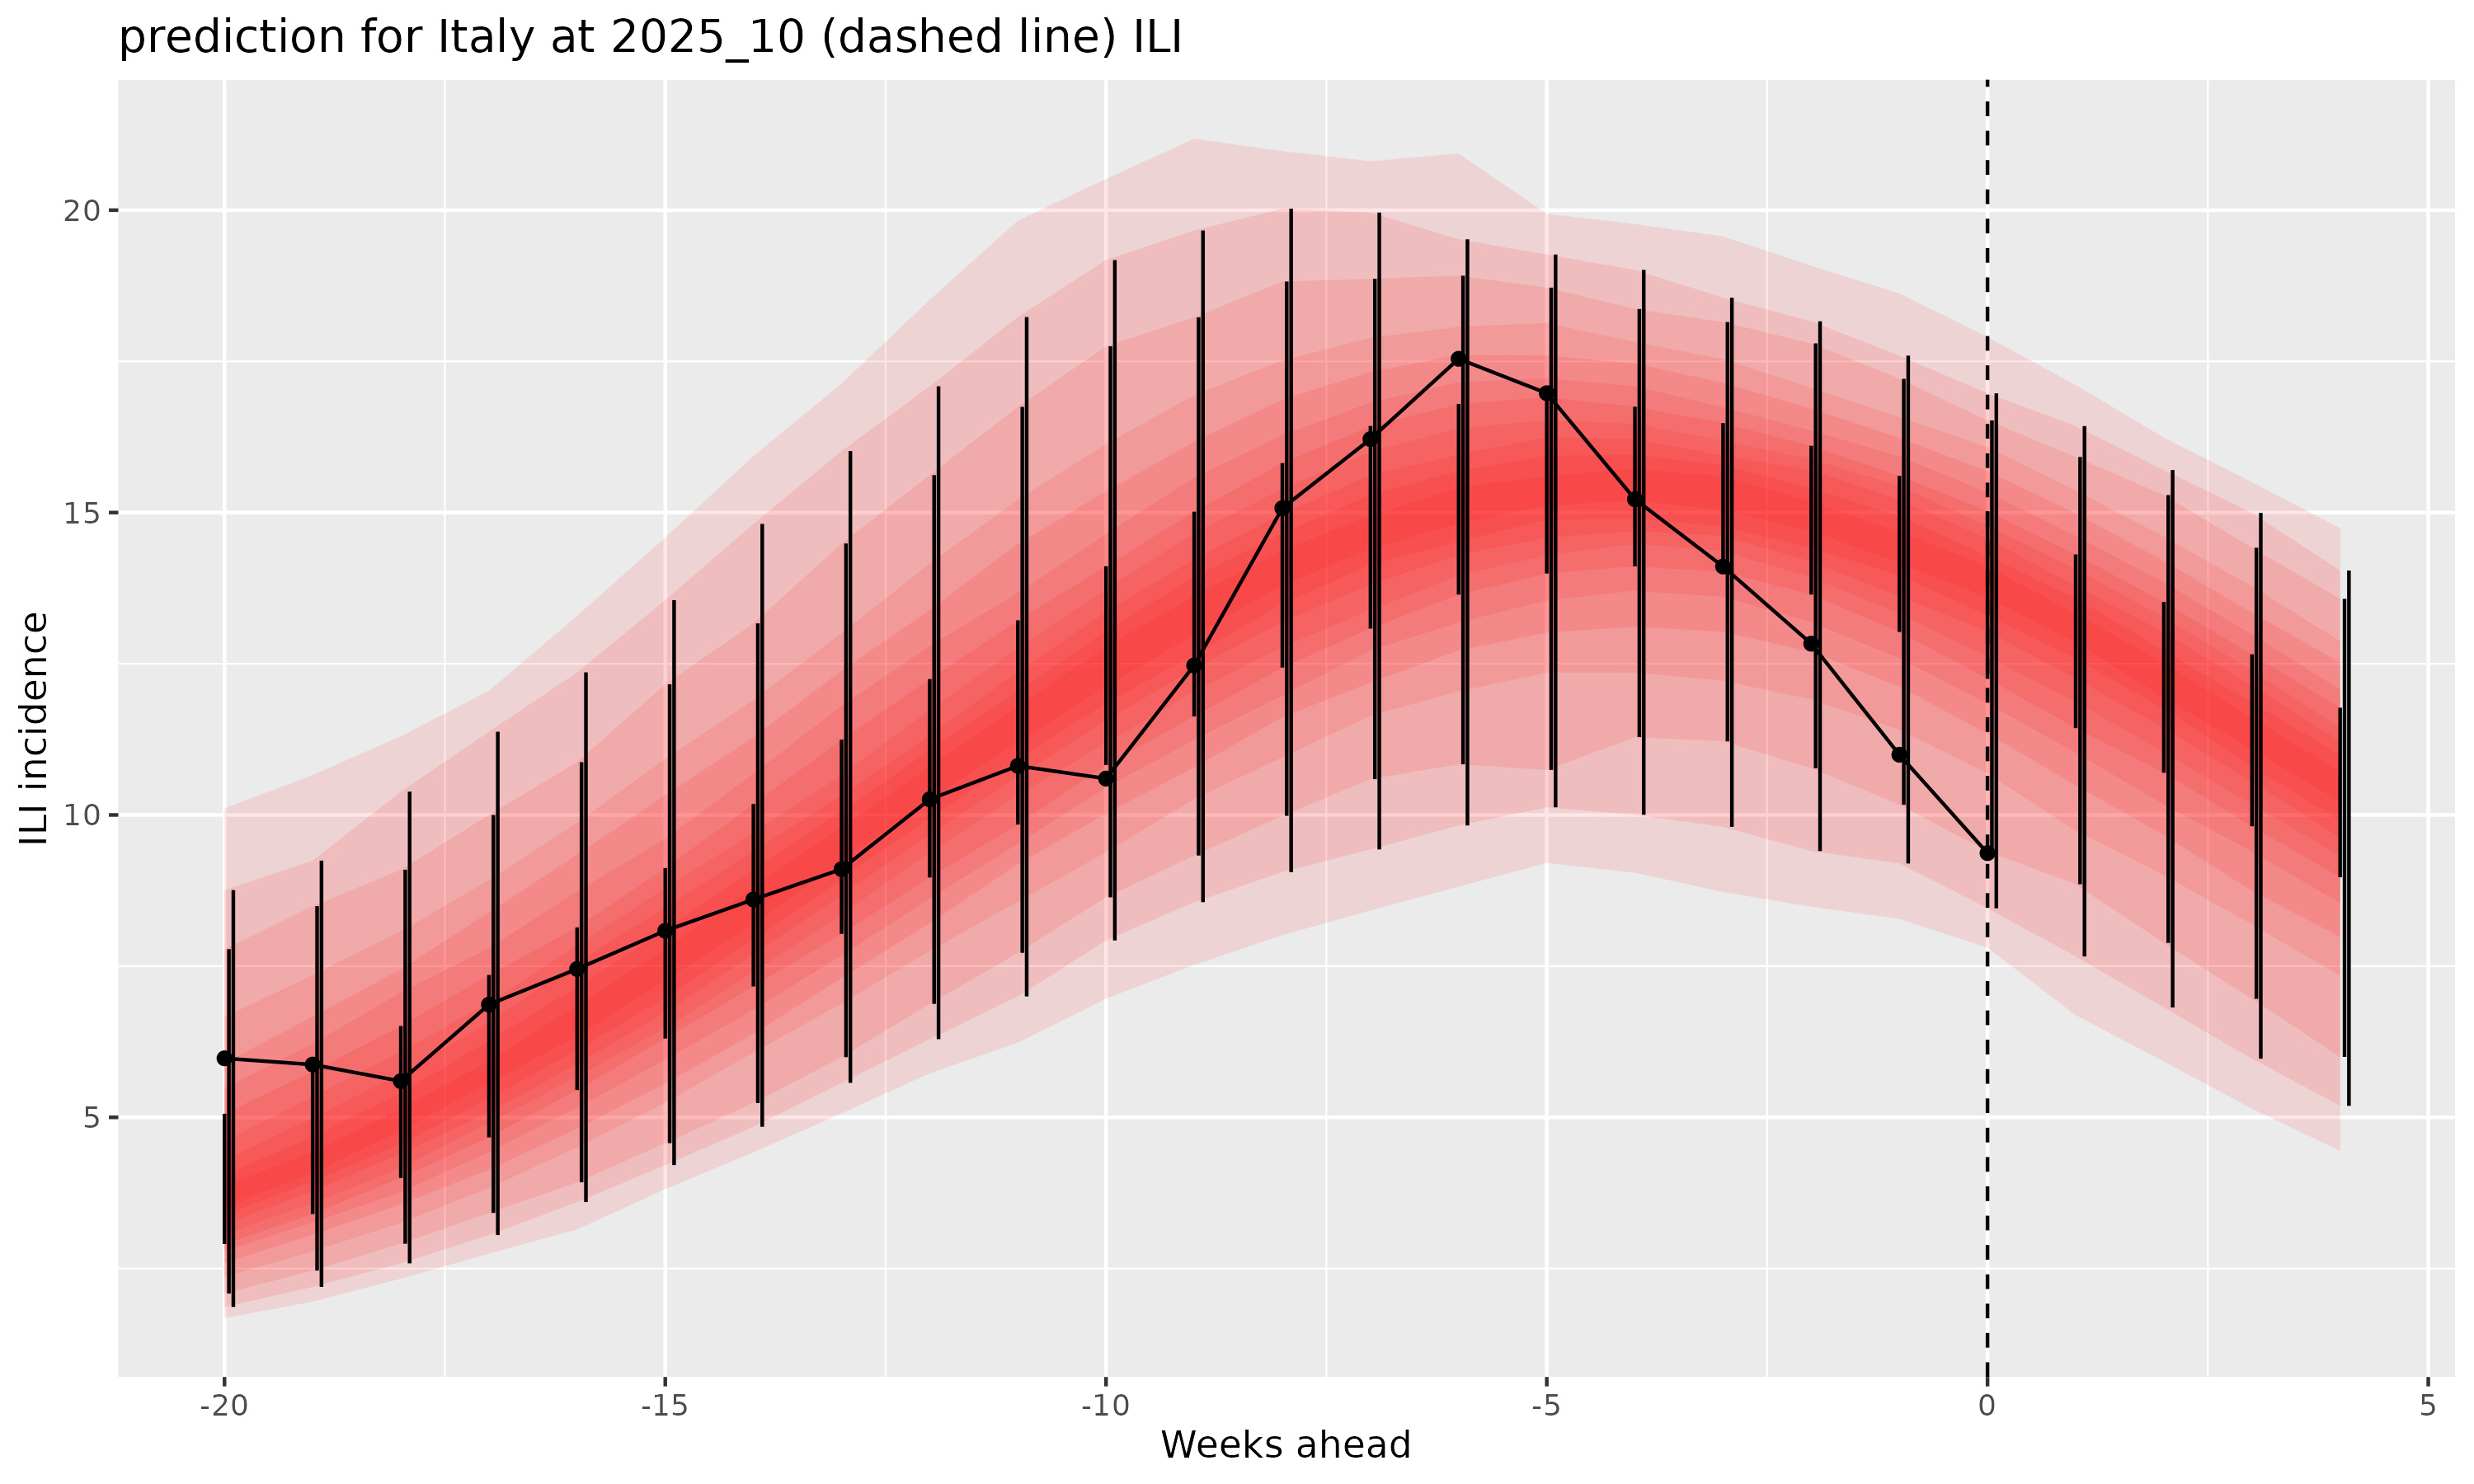 prediction for Italy at 2025_10 (dashed line) ILI
ILI incidence
20
15
10
5
-20 -15 -10 -5 0 5
Weeks ahead